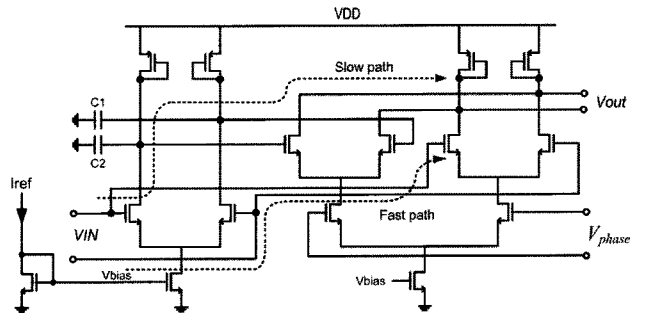 VDD
Slow path
C1
Vout
C2
Iref
VIN
Fast path
Vphase
Vbias
Vbias